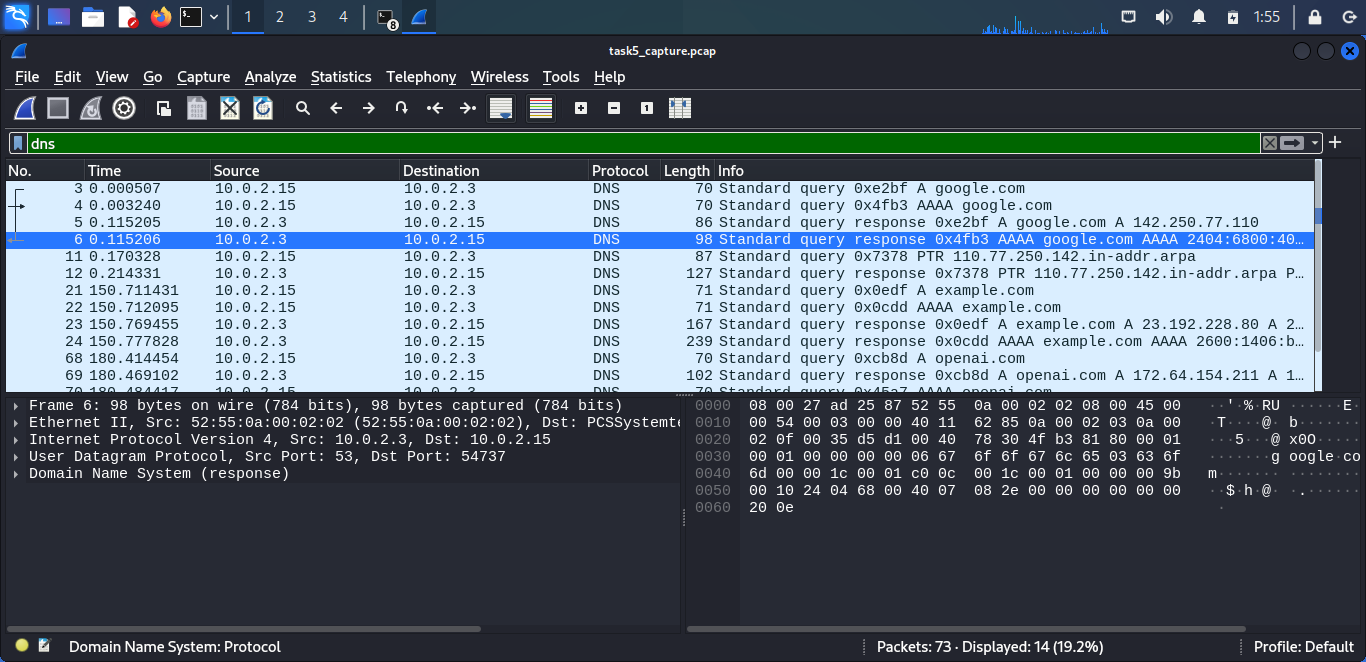 1 2 3 4 8 1:55
task5_capture.pcap
File Edit View Go Capture Analyze Statistics Telephony Wireless Tools Help
dns
No. Time Source Destination Protocol Length Info
3 0.000507 10.0.2.15 10.0.2.3 DNS 70 Standard query 0xe2bf A google.com
4 0.003240 10.0.2.15 10.0.2.3 DNS 70 Standard query 0x4fb3 AAAA google.com
5 0.115205 10.0.2.3 10.0.2.15 DNS 86 Standard query response 0xe2bf A google.com A 142.250.77.110
6 0.115206 10.0.2.3 10.0.2.15 DNS 98 Standard query response 0x4fb3 AAAA google.com AAAA 2404:6800:40…
11 0.170328 10.0.2.15 10.0.2.3 DNS 87 Standard query 0x7378 PTR 110.77.250.142.in-addr.arpa
12 0.214331 10.0.2.3 10.0.2.15 DNS 127 Standard query response 0x7378 PTR 110.77.250.142.in-addr.arpa P…
21 150.711431 10.0.2.15 10.0.2.3 DNS 71 Standard query 0x0edf A example.com
22 150.712095 10.0.2.15 10.0.2.3 DNS 71 Standard query 0x0cdd AAAA example.com
23 150.769455 10.0.2.3 10.0.2.15 DNS 167 Standard query response 0x0edf A example.com A 23.192.228.80 A 2…
24 150.777828 10.0.2.3 10.0.2.15 DNS 239 Standard query response 0x0cdd AAAA example.com AAAA 2600:1406:b…
68 180.414454 10.0.2.15 10.0.2.3 DNS 70 Standard query 0xcb8d A openai.com
69 180.469102 10.0.2.3 10.0.2.15 DNS 102 Standard query response 0xcb8d A openai.com A 172.64.154.211 A 1…
70 180.484417 10.0.2.15 10.0.2.3 DNS 70 Standard query 0x45a7 AAAA openai.com
Frame 6: 98 bytes on wire (784 bits), 98 bytes captured (784 bits)
Ethernet II, Src: 52:55:0a:00:02:02 (52:55:0a:00:02:02), Dst: PCSSystemte
Internet Protocol Version 4, Src: 10.0.2.3, Dst: 10.0.2.15
User Datagram Protocol, Src Port: 53, Dst Port: 54737
Domain Name System (response)
0000 08 00 27 ad 25 87 52 55 0a 00 02 02 08 00 45 00 ··'·%·RU ······E·
0010 00 54 00 03 00 00 40 11 62 85 0a 00 02 03 0a 00 ·T····@· b·······
0020 02 0f 00 35 d5 d1 00 40 78 30 4f b3 81 80 00 01 ···5···@ x0O·····
0030 00 01 00 00 00 00 06 67 6f 6f 67 6c 65 03 63 6f ·······g oogle·co
0040 6d 00 00 1c 00 01 c0 0c 00 1c 00 01 00 00 00 9b m······· ········
0050 00 10 24 04 68 00 40 07 08 2e 00 00 00 00 00 00 ··$·h·@· ·.······
0060 20 0e ·
Domain Name System: Protocol Packets: 73 · Displayed: 14 (19.2%) Profile: Default